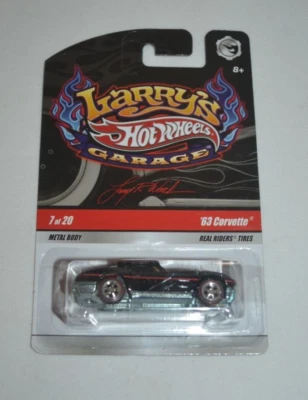 8+
Larry's
Hot Wheels
GARAGE
7 of 20
'63 Corvette®
METAL BODY
REAL RIDERS® TIRES